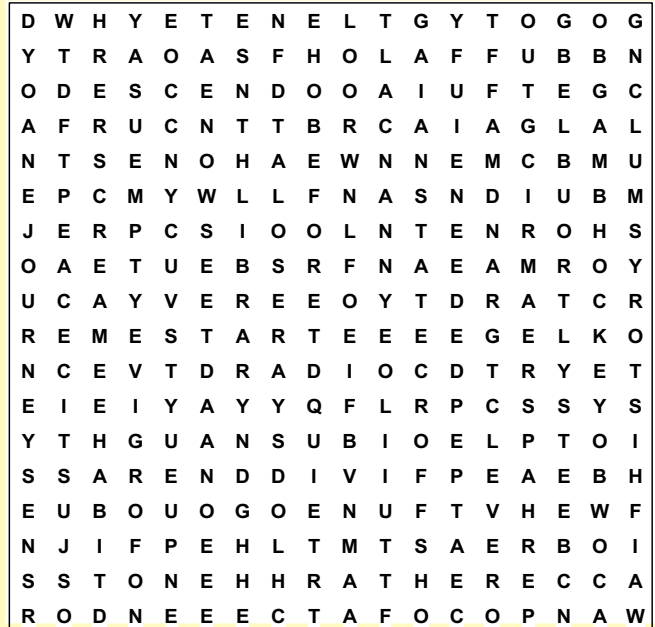 D W H Y E T E N E L T G Y T O G O G
Y T R A O A S F H O L A F F U B B N
O D E S C E N D O O A I U F T E G C
A F R U C N T T B R C A I A G L A L
N T S E N O H A E W N N E M C B M U
E P C M Y W L L F N A S N D I U B M
J E R P C S I O O L N T E N R O H S
O A E T U E B S R F N A E A M R O Y
U C A Y V E R E E O Y T D R A T C R
R E M E S T A R T E E E E G E L K O
N C E V T D R A D I O C D T R Y E T
E I E I Y A Y Y Q F L R P C S S Y S
Y T H G U A N S U B I O E L P T O I
S S A R E N D D I V I F P E A E B H
E U B O U O G O E N U F T V H E W F
N J I F P E H L T M T S A E R B O I
S S T O N E H H R A T H E R E C C A
R O D N E E E C T A F O C O P N A W